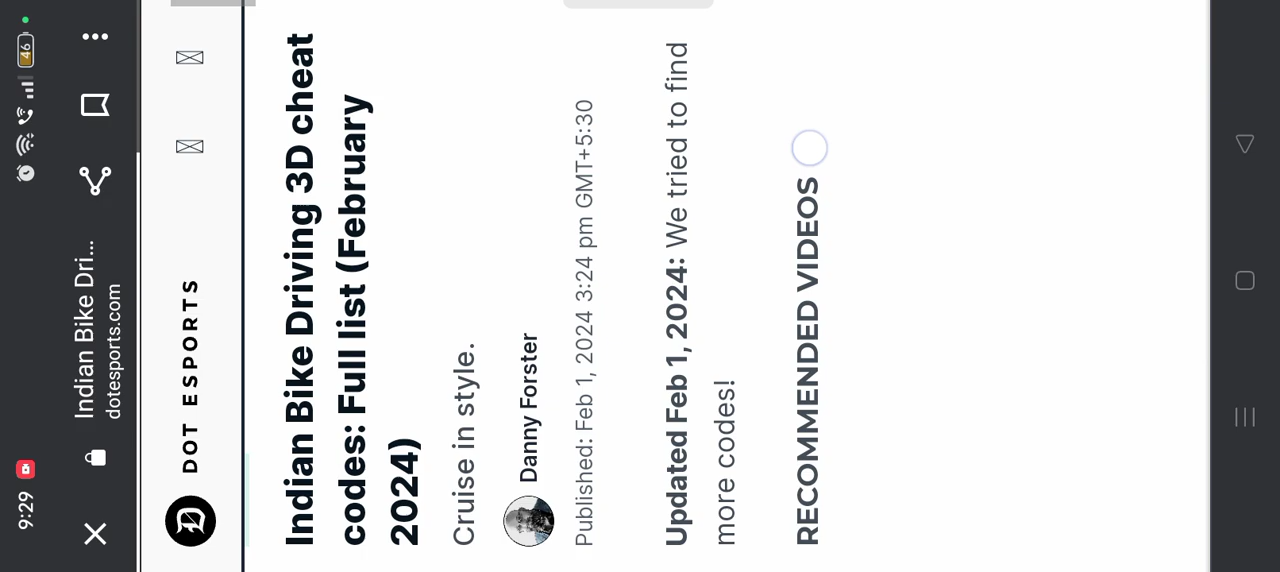 9:29
46
Indian Bike Dri...
dotesports.com
DOT ESPORTS
Indian Bike Driving 3D cheat
codes: Full list (February
2024)
Cruise in style.
Danny Forster
Published: Feb 1, 2024 3:24 pm GMT+5:30
Updated Feb 1, 2024: We tried to find
more codes!
RECOMMENDED VIDEOS